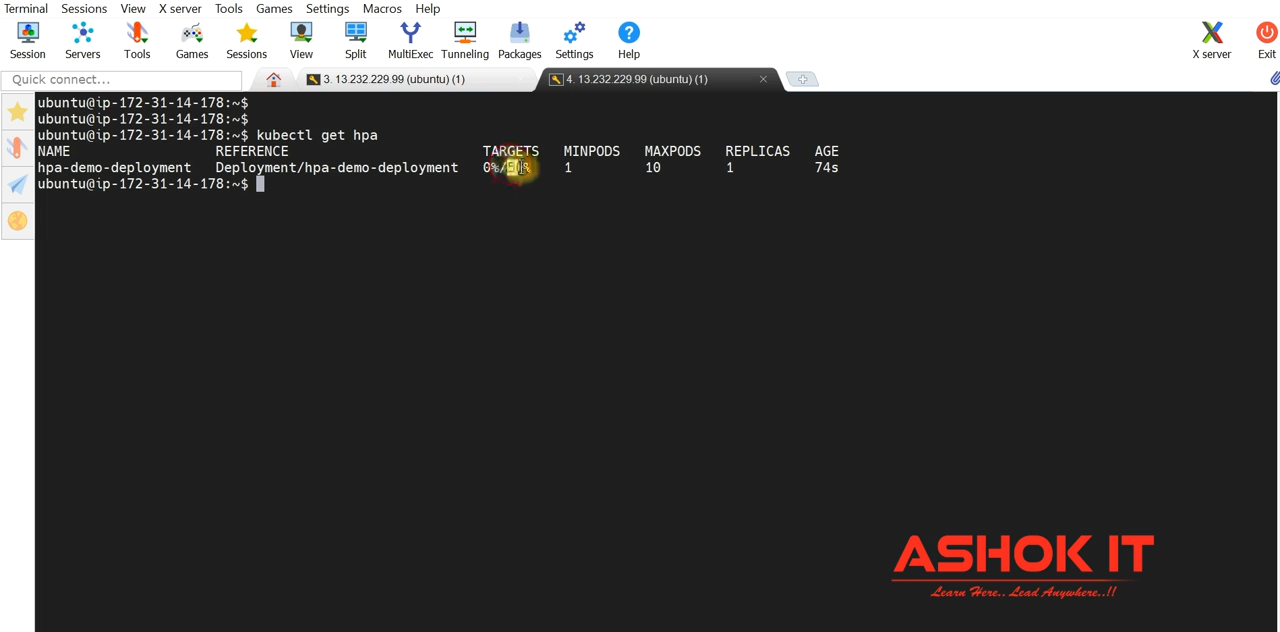 Terminal Sessions View X server Tools Games Settings Macros Help
Session Servers Tools Games Sessions View Split MultiExec Tunneling Packages Settings Help X server Exit
Quick connect... 3. 13.232.229.99 (ubuntu) (1) 4. 13.232.229.99 (ubuntu) (1)
ubuntu@ip-172-31-14-178:~$
ubuntu@ip-172-31-14-178:~$
ubuntu@ip-172-31-14-178:~$ kubectl get hpa
NAME REFERENCE TARGETS MINPODS MAXPODS REPLICAS AGE
hpa-demo-deployment Deployment/hpa-demo-deployment 0%/50% 1 10 1 74s
ubuntu@ip-172-31-14-178:~$
ASHOK IT
Learn Here.. Lead Anywhere..!!